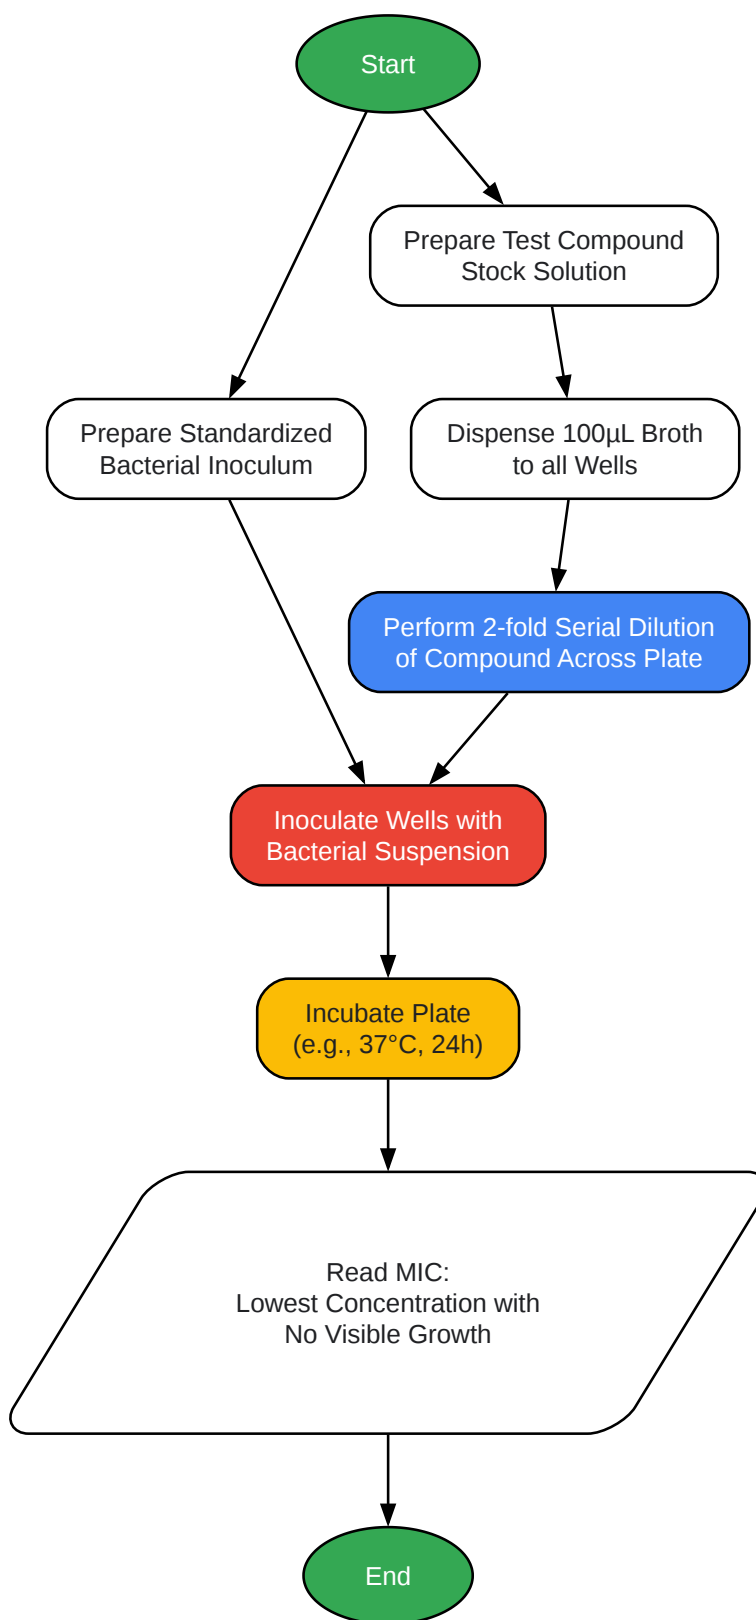 Start
Prepare Test Compound
Stock Solution
Prepare Standardized
Bacterial Inoculum
Dispense 100µL Broth
to all Wells
Perform 2-fold Serial Dilution
of Compound Across Plate
Inoculate Wells with
Bacterial Suspension
Incubate Plate
(e.g., 37°C, 24h)
Read MIC:
Lowest Concentration with
No Visible Growth
End